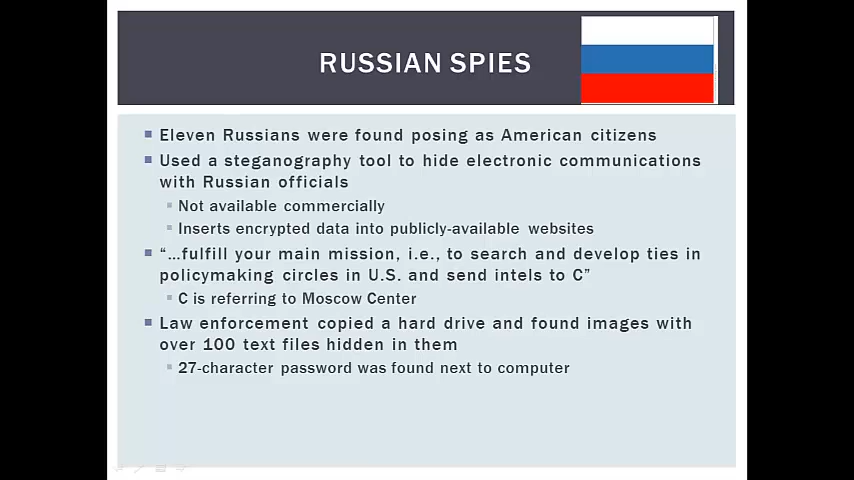 RUSSIAN SPIES
Eleven Russians were found posing as American citizens
Used a steganography tool to hide electronic communications
with Russian officials
Not available commercially
Inserts encrypted data into publicly-available websites
“…fulfill your main mission, i.e., to search and develop ties in
policymaking circles in U.S. and send intels to C”
C is referring to Moscow Center
Law enforcement copied a hard drive and found images with
over 100 text files hidden in them
27-character password was found next to computer